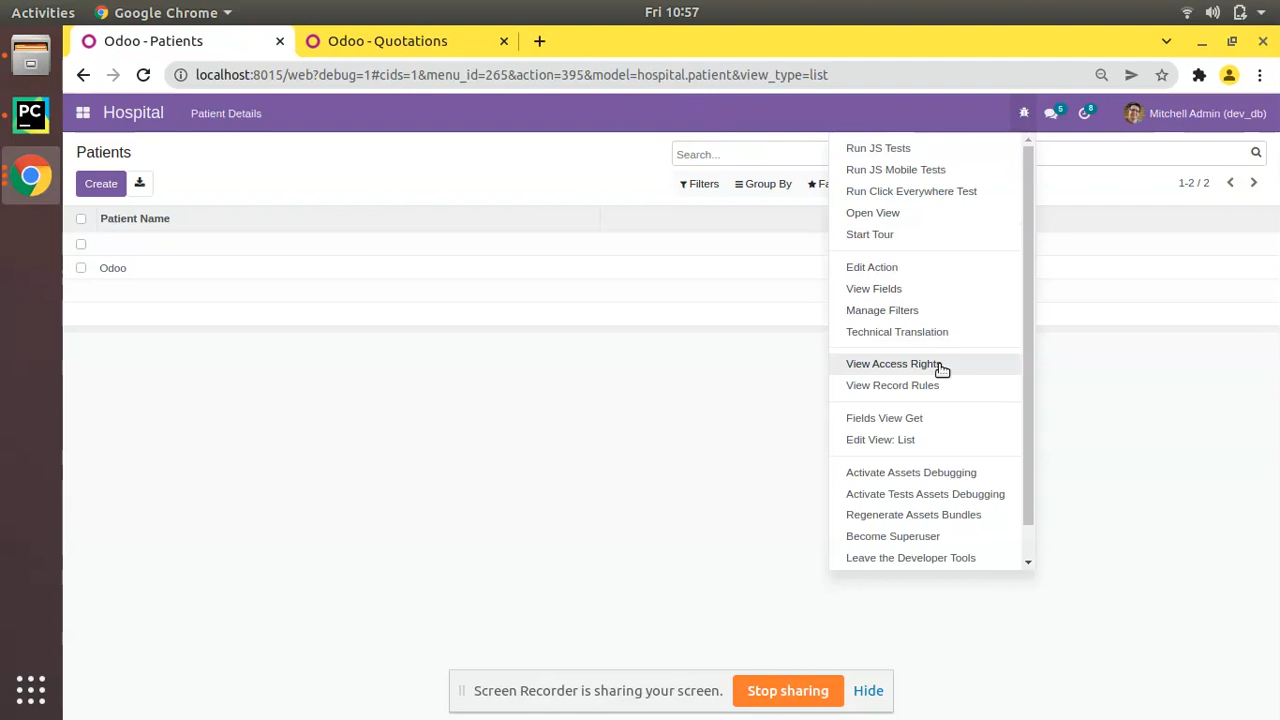 Activities
Google Chrome
Fri 10:57
Odoo - Patients
Odoo - Quotations
localhost:8015/web?debug=1#cids=1&menu_id=265&action=395&model=hospital.patient&view_type=list
PC
Hospital
Patient Details
5
8
Mitchell Admin (dev_db)
Patients
Search...
Create
Filters
Group By
Fa
1-2 / 2
Patient Name
Odoo
Run JS Tests
Run JS Mobile Tests
Run Click Everywhere Test
Open View
Start Tour
Edit Action
View Fields
Manage Filters
Technical Translation
View Access Rights
View Record Rules
Fields View Get
Edit View: List
Activate Assets Debugging
Activate Tests Assets Debugging
Regenerate Assets Bundles
Become Superuser
Leave the Developer Tools
Screen Recorder is sharing your screen.
Stop sharing
Hide